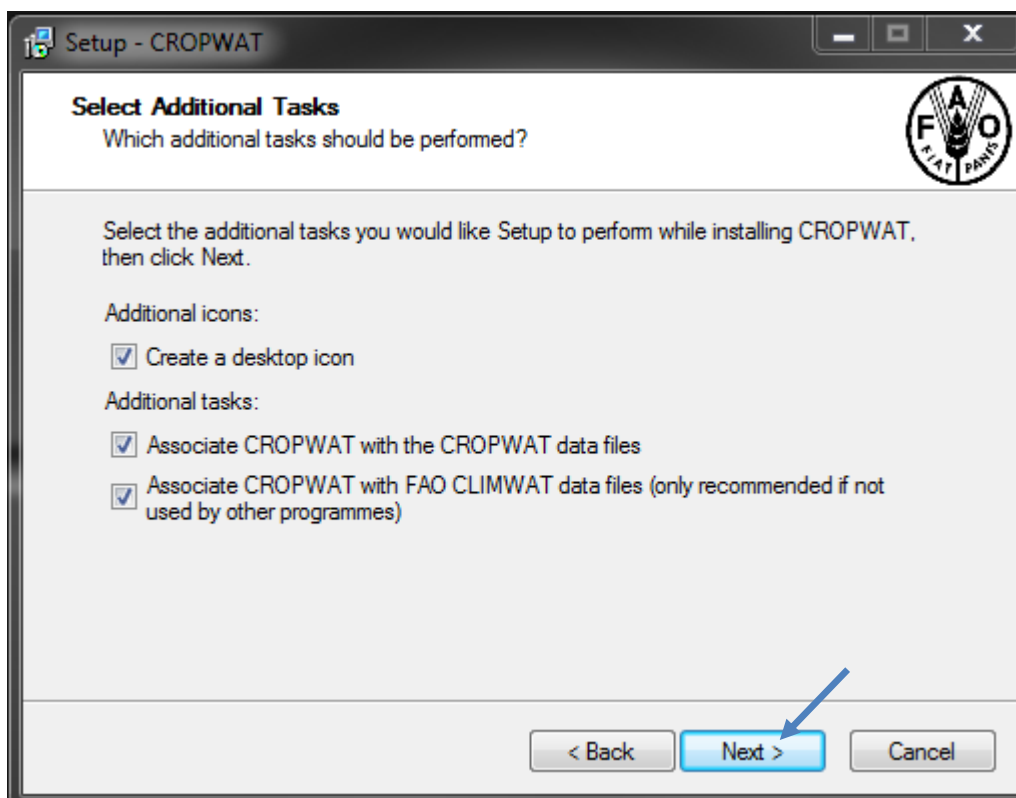 Setup - CROPWAT
Select Additional Tasks
Which additional tasks should be performed?
F A O
FIAT PANIS
Select the additional tasks you would like Setup to perform while installing CROPWAT,
then click Next.
Additional icons:
Create a desktop icon
Additional tasks:
Associate CROPWAT with the CROPWAT data files
Associate CROPWAT with FAO CLIMWAT data files (only recommended if not
used by other programmes)
< Back Next > Cancel